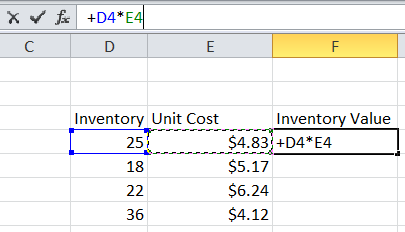 fx +D4*E4
C D E F
Inventory Unit Cost Inventory Value
25 $4.83 +D4*E4
18 $5.17
22 $6.24
36 $4.12